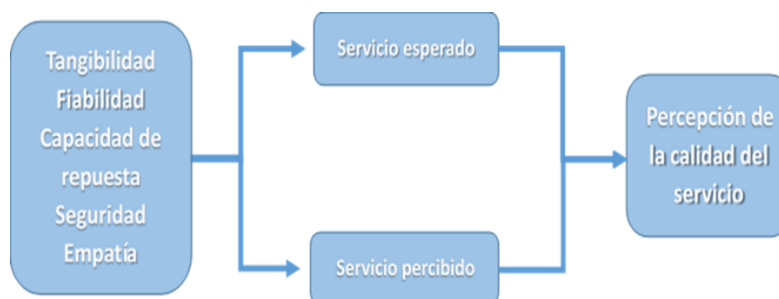 Tangibilidad
Fiabilidad
Capacidad de
repuesta
Seguridad
Empatía
Servicio esperado
Servicio percibido
Percepción de
la calidad del
servicio